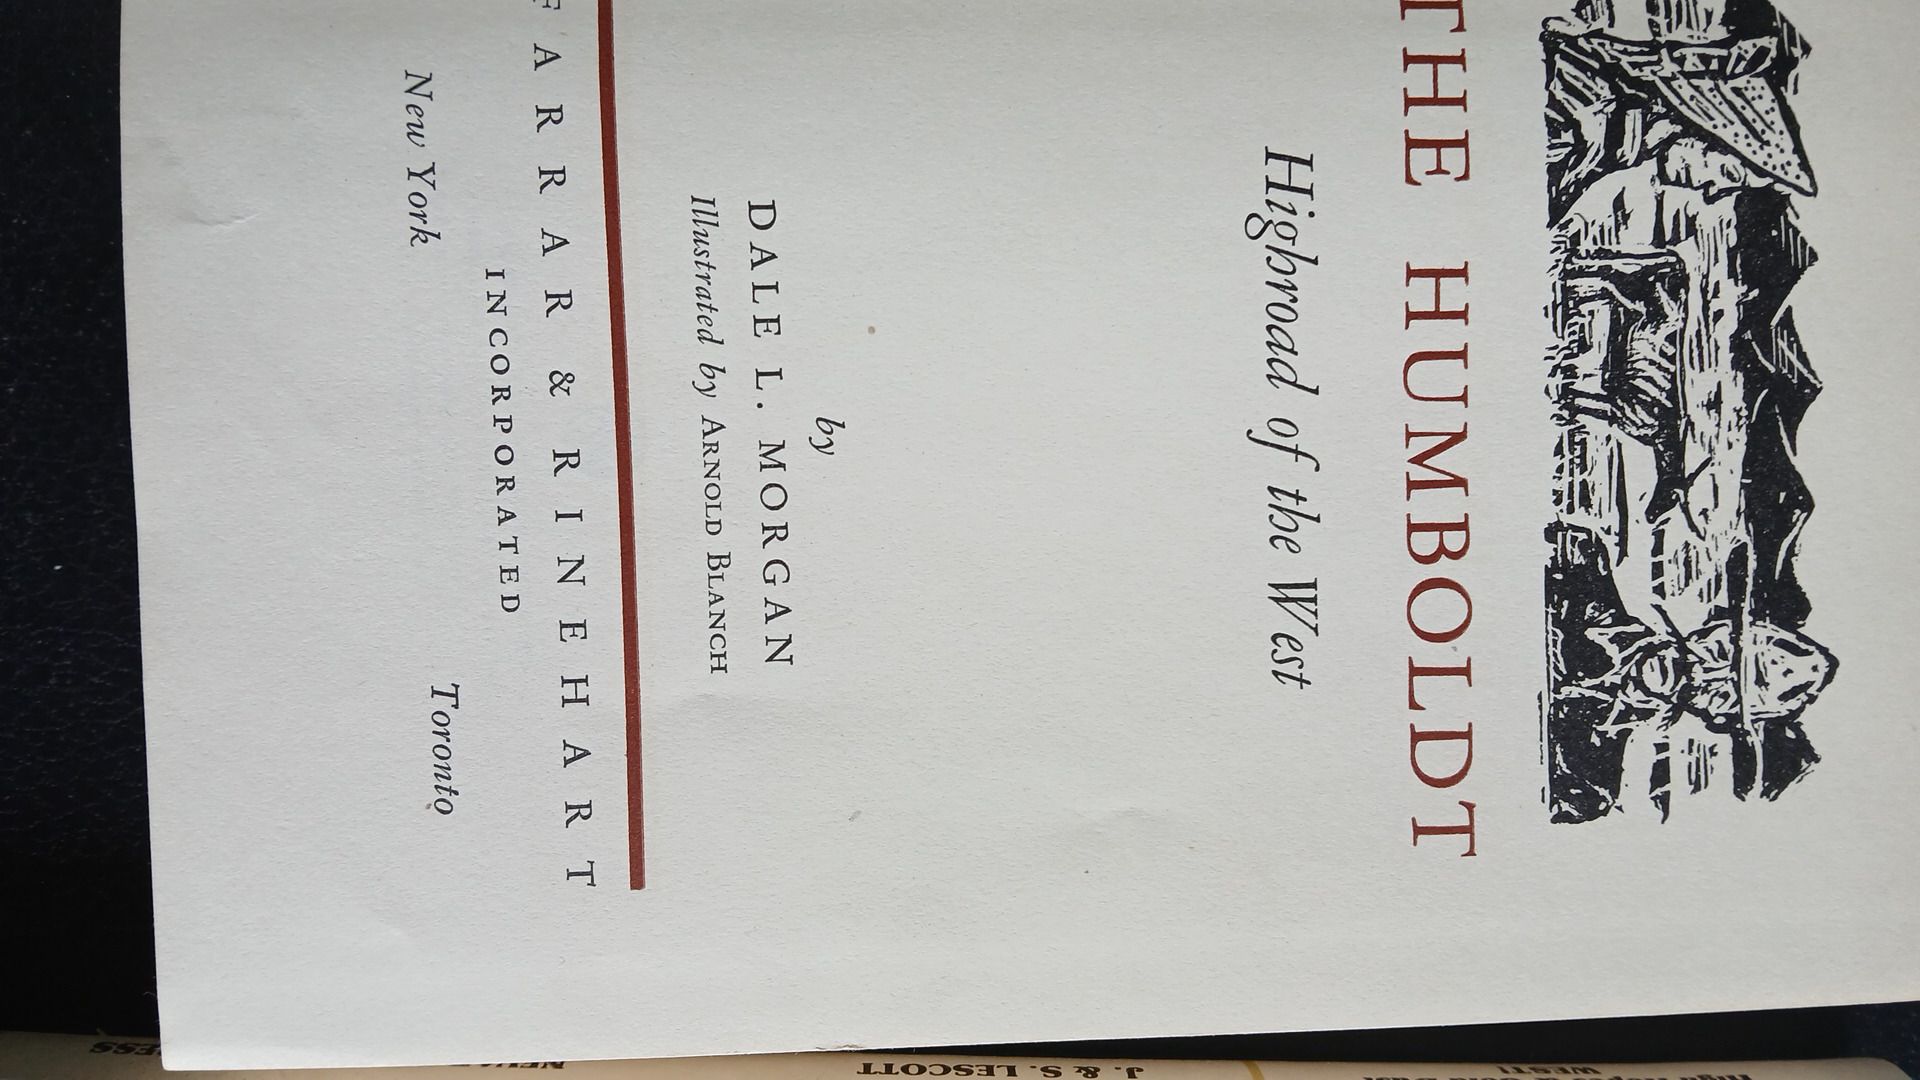 THE HUMBOLDT
Highroad of the West
by
DALE L. MORGAN
Illustrated by ARNOLD BLANCH
FARRAR & RINEHART
INCORPORATED
New York Toronto
J. & S. LESCOTT
WEST!